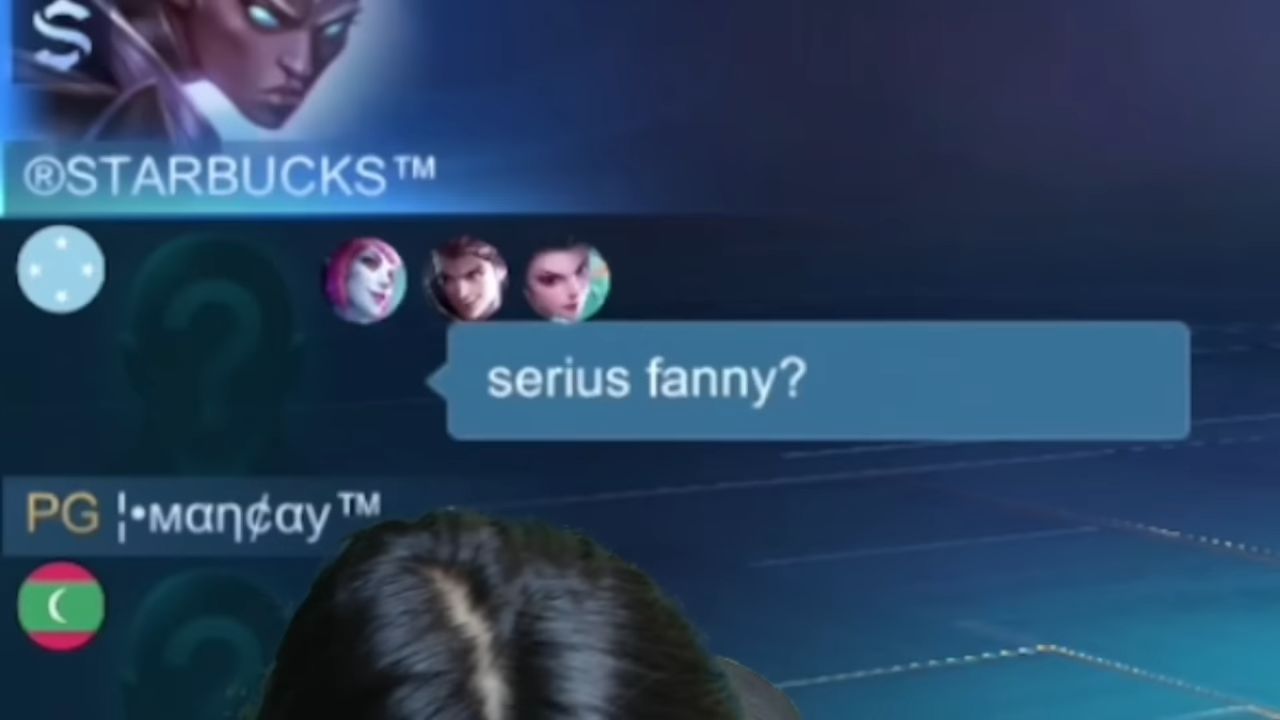 S
®STARBUCKS™
serius fanny?
PG ¦•мαη¢αу™